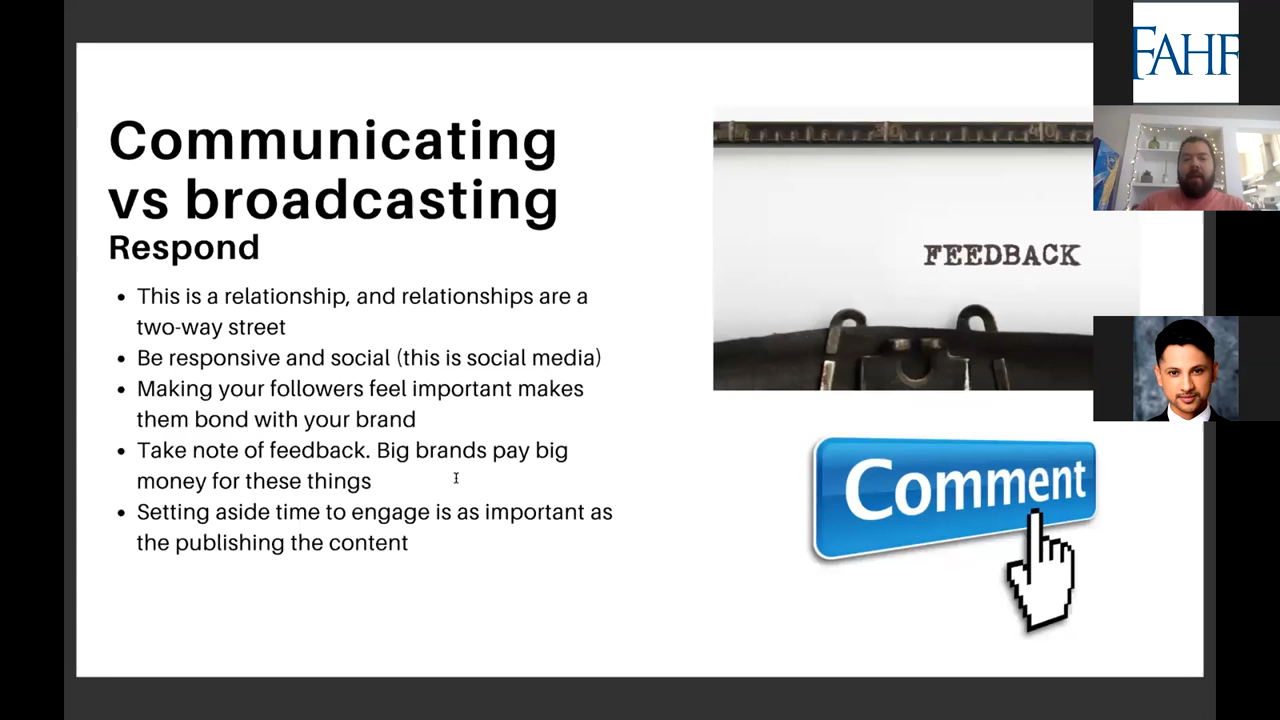 Communicating
vs broadcasting
Respond
• This is a relationship, and relationships are a
two-way street
• Be responsive and social (this is social media)
• Making your followers feel important makes
them bond with your brand
• Take note of feedback. Big brands pay big
money for these things
• Setting aside time to engage is as important as
the publishing the content
FEEDBACK
Comment
FAHF